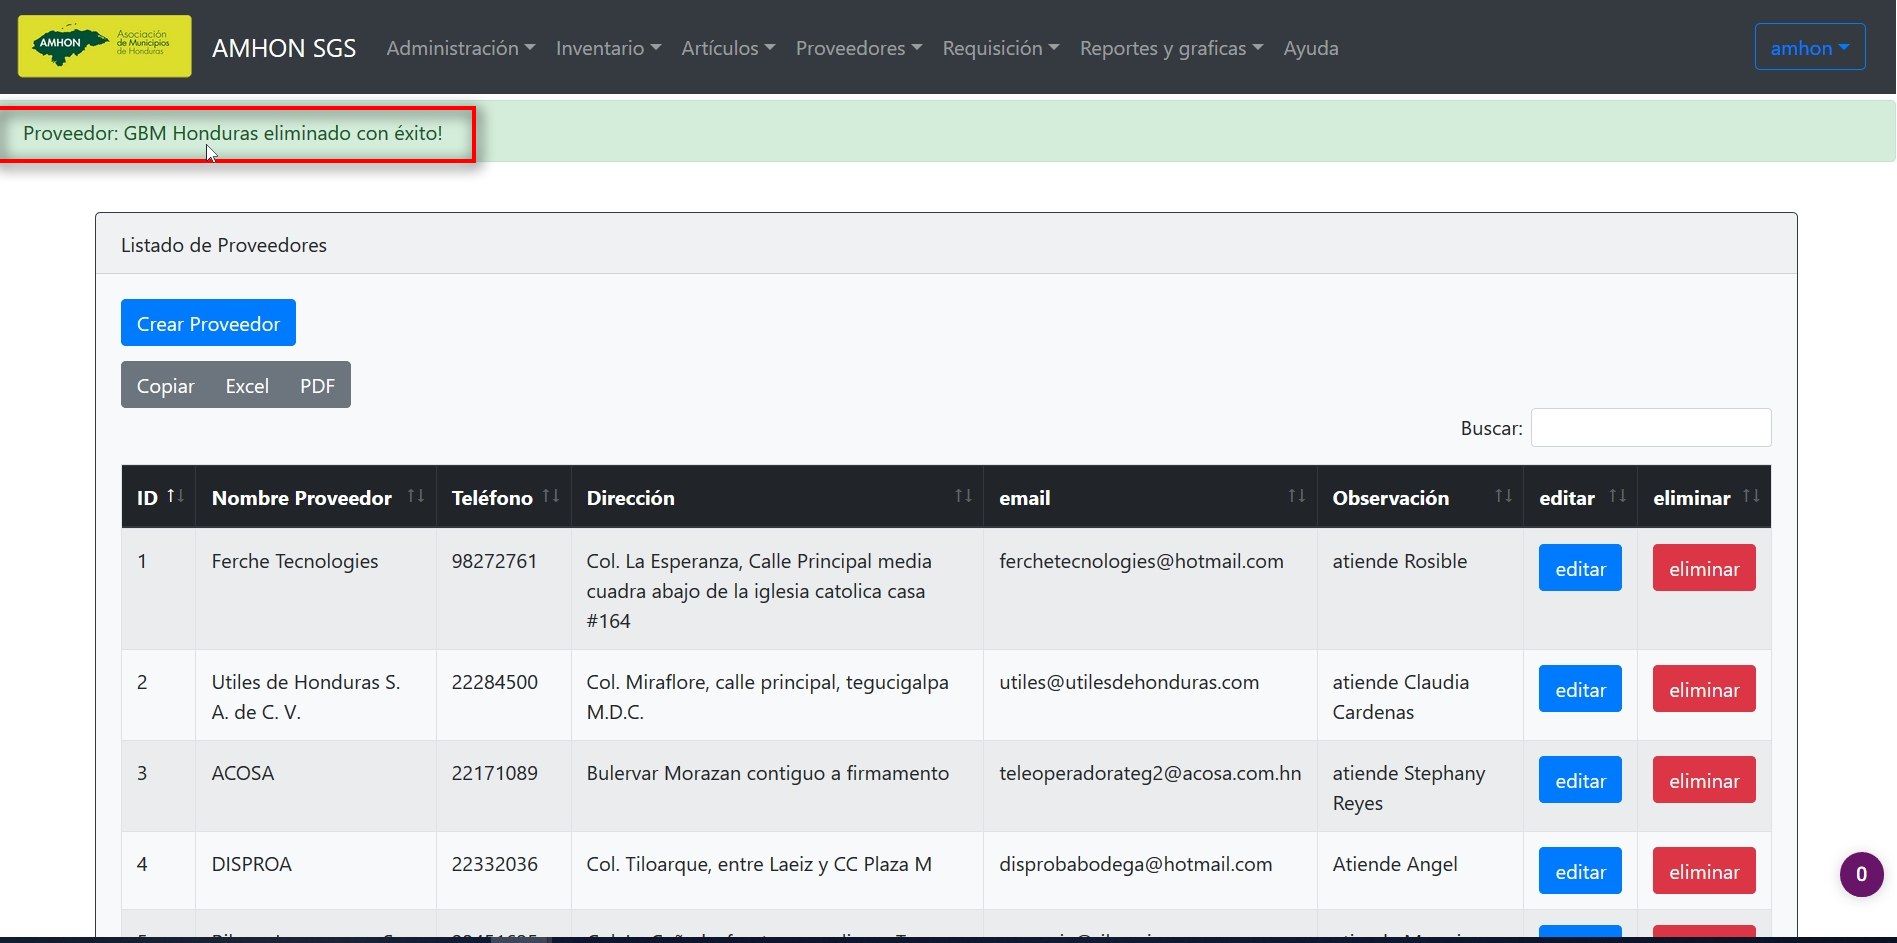 AMHON
Asociación
de Municipios
de Honduras
AMHON SGS Administración Inventario Artículos Proveedores Requisición Reportes y graficas Ayuda amhon
Proveedor: GBM Honduras eliminado con éxito!
Listado de Proveedores
Crear Proveedor
Copiar Excel PDF
Buscar:
ID Nombre Proveedor Teléfono Dirección email Observación editar eliminar
1 Ferche Tecnologies 98272761 Col. La Esperanza, Calle Principal media ferchetecnologies@hotmail.com atiende Rosible editar eliminar
cuadra abajo de la iglesia catolica casa
#164
2 Utiles de Honduras S. 22284500 Col. Miraflore, calle principal, tegucigalpa utiles@utilesdehonduras.com atiende Claudia editar eliminar
A. de C. V. M.D.C. Cardenas
3 ACOSA 22171089 Bulervar Morazan contiguo a firmamento teleoperadorateg2@acosa.com.hn atiende Stephany editar eliminar
Reyes
4 DISPROA 22332036 Col. Tiloarque, entre Laeiz y CC Plaza M disprobabodega@hotmail.com Atiende Angel editar eliminar
0